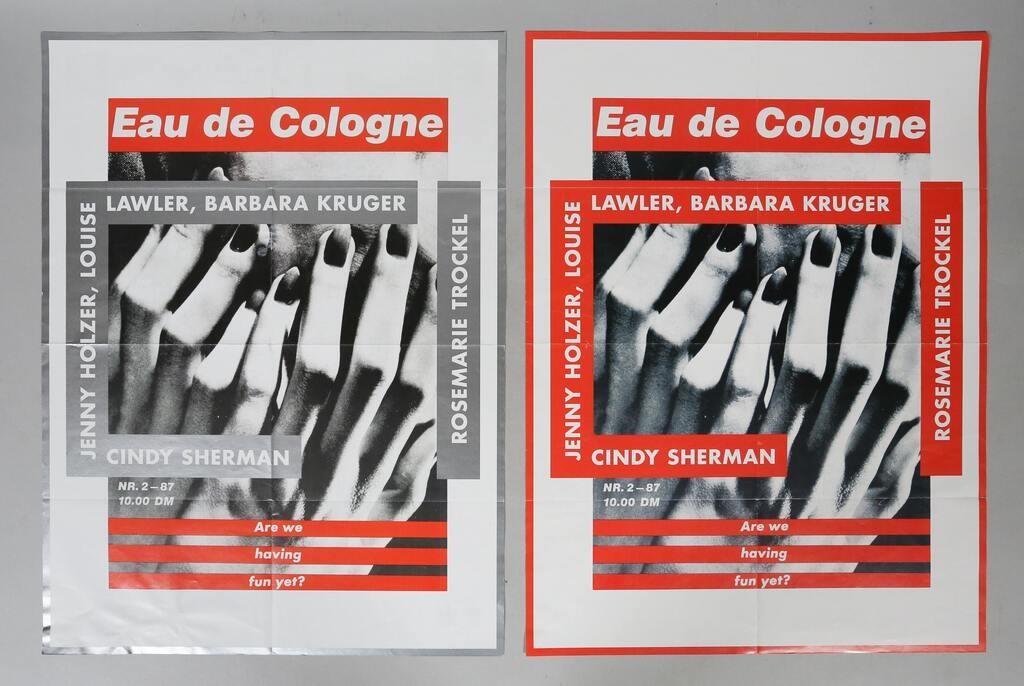 Eau de Cologne
JENNY HOLZER, LOUISE
LAWLER, BARBARA KRUGER
ROSEMARIE TROCKEL
CINDY SHERMAN
NR. 2–87
10.00 DM
Are we
having
fun yet?
Eau de Cologne
JENNY HOLZER, LOUISE
LAWLER, BARBARA KRUGER
ROSEMARIE TROCKEL
CINDY SHERMAN
NR. 2–87
10.00 DM
Are we
having
fun yet?